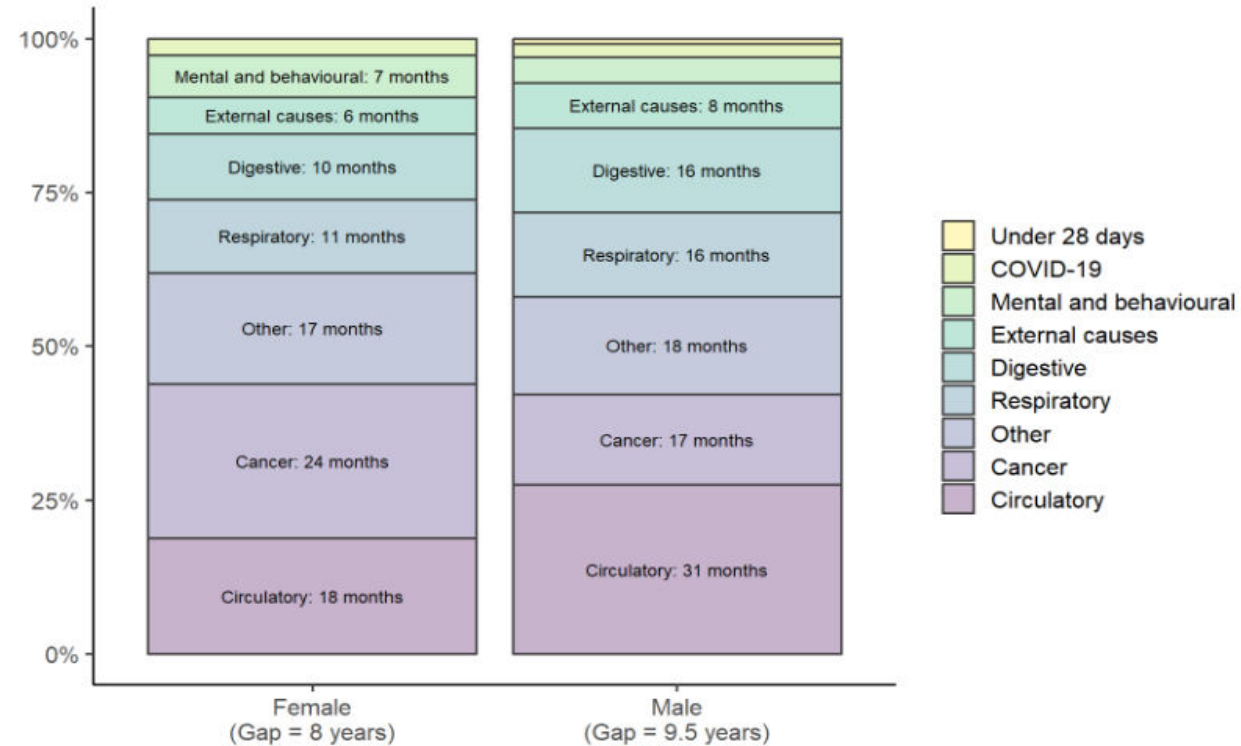 100%
75%
50%
25%
0%
Mental and behavioural: 7 months
External causes: 6 months
Digestive: 10 months
Respiratory: 11 months
Other: 17 months
Cancer: 24 months
Circulatory: 18 months
External causes: 8 months
Digestive: 16 months
Respiratory: 16 months
Other: 18 months
Cancer: 17 months
Circulatory: 31 months
Female
(Gap = 8 years)
Male
(Gap = 9.5 years)
Under 28 days
COVID-19
Mental and behavioural
External causes
Digestive
Respiratory
Other
Cancer
Circulatory